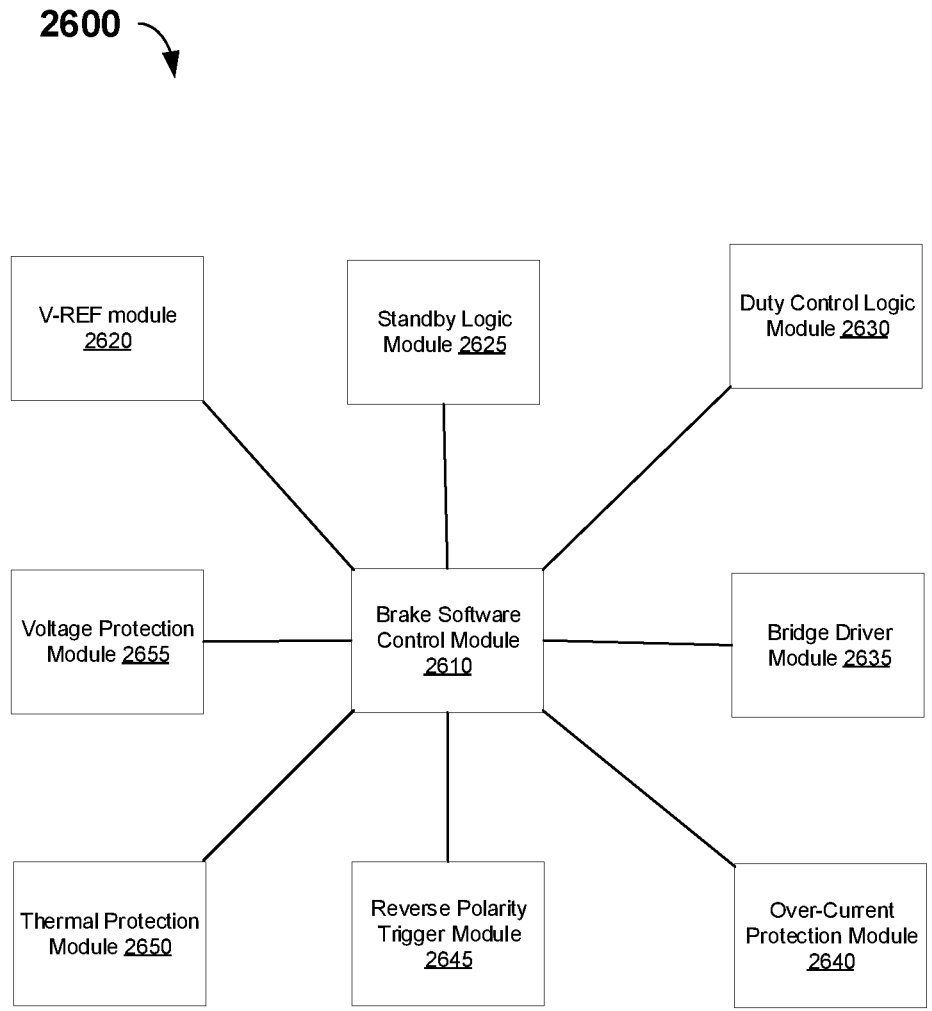 2600
V-REF module
2620
Standby Logic
Module 2625
Duty Control Logic
Module 2630
Voltage Protection
Module 2655
Brake Software
Control Module
2610
Bridge Driver
Module 2635
Thermal Protection
Module 2650
Reverse Polarity
Trigger Module
2645
Over-Current
Protection Module
2640